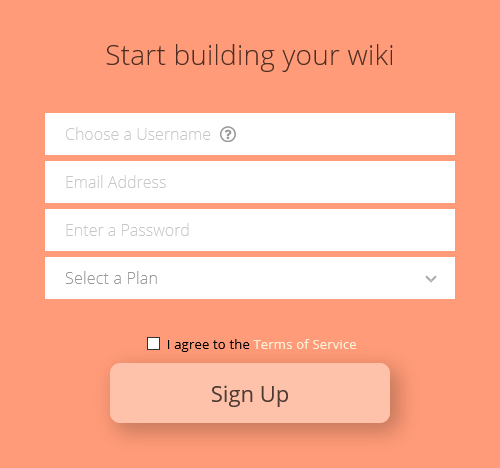 Start building your wiki
Choose a Username
Email Address
Enter a Password
Select a Plan
I agree to the Terms of Service
Sign Up